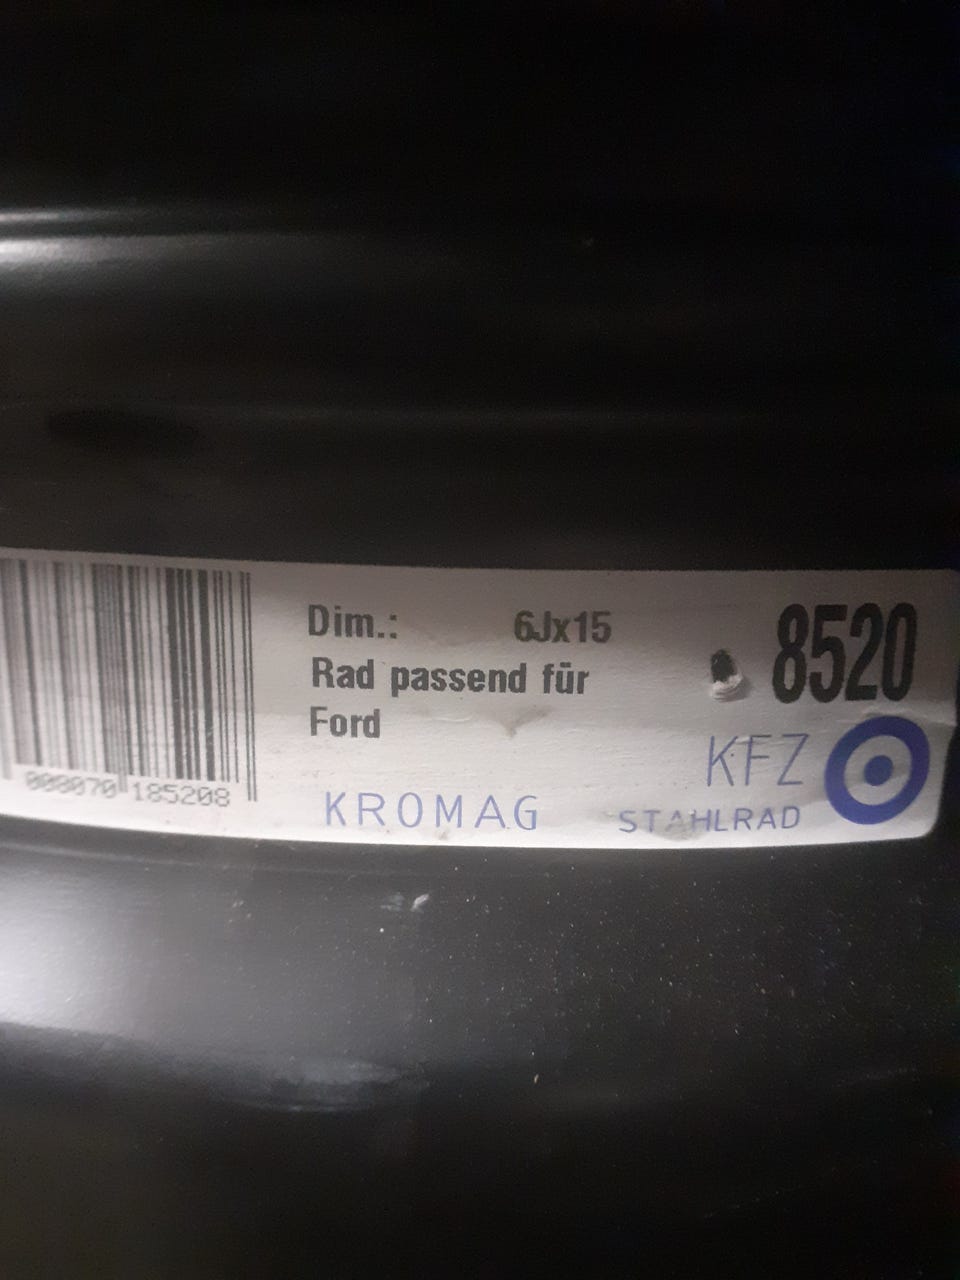 Dim.: 6Jx15
Rad passend für
Ford
8520
KFZ
STAHLRAD
KROMAG
000070 185208